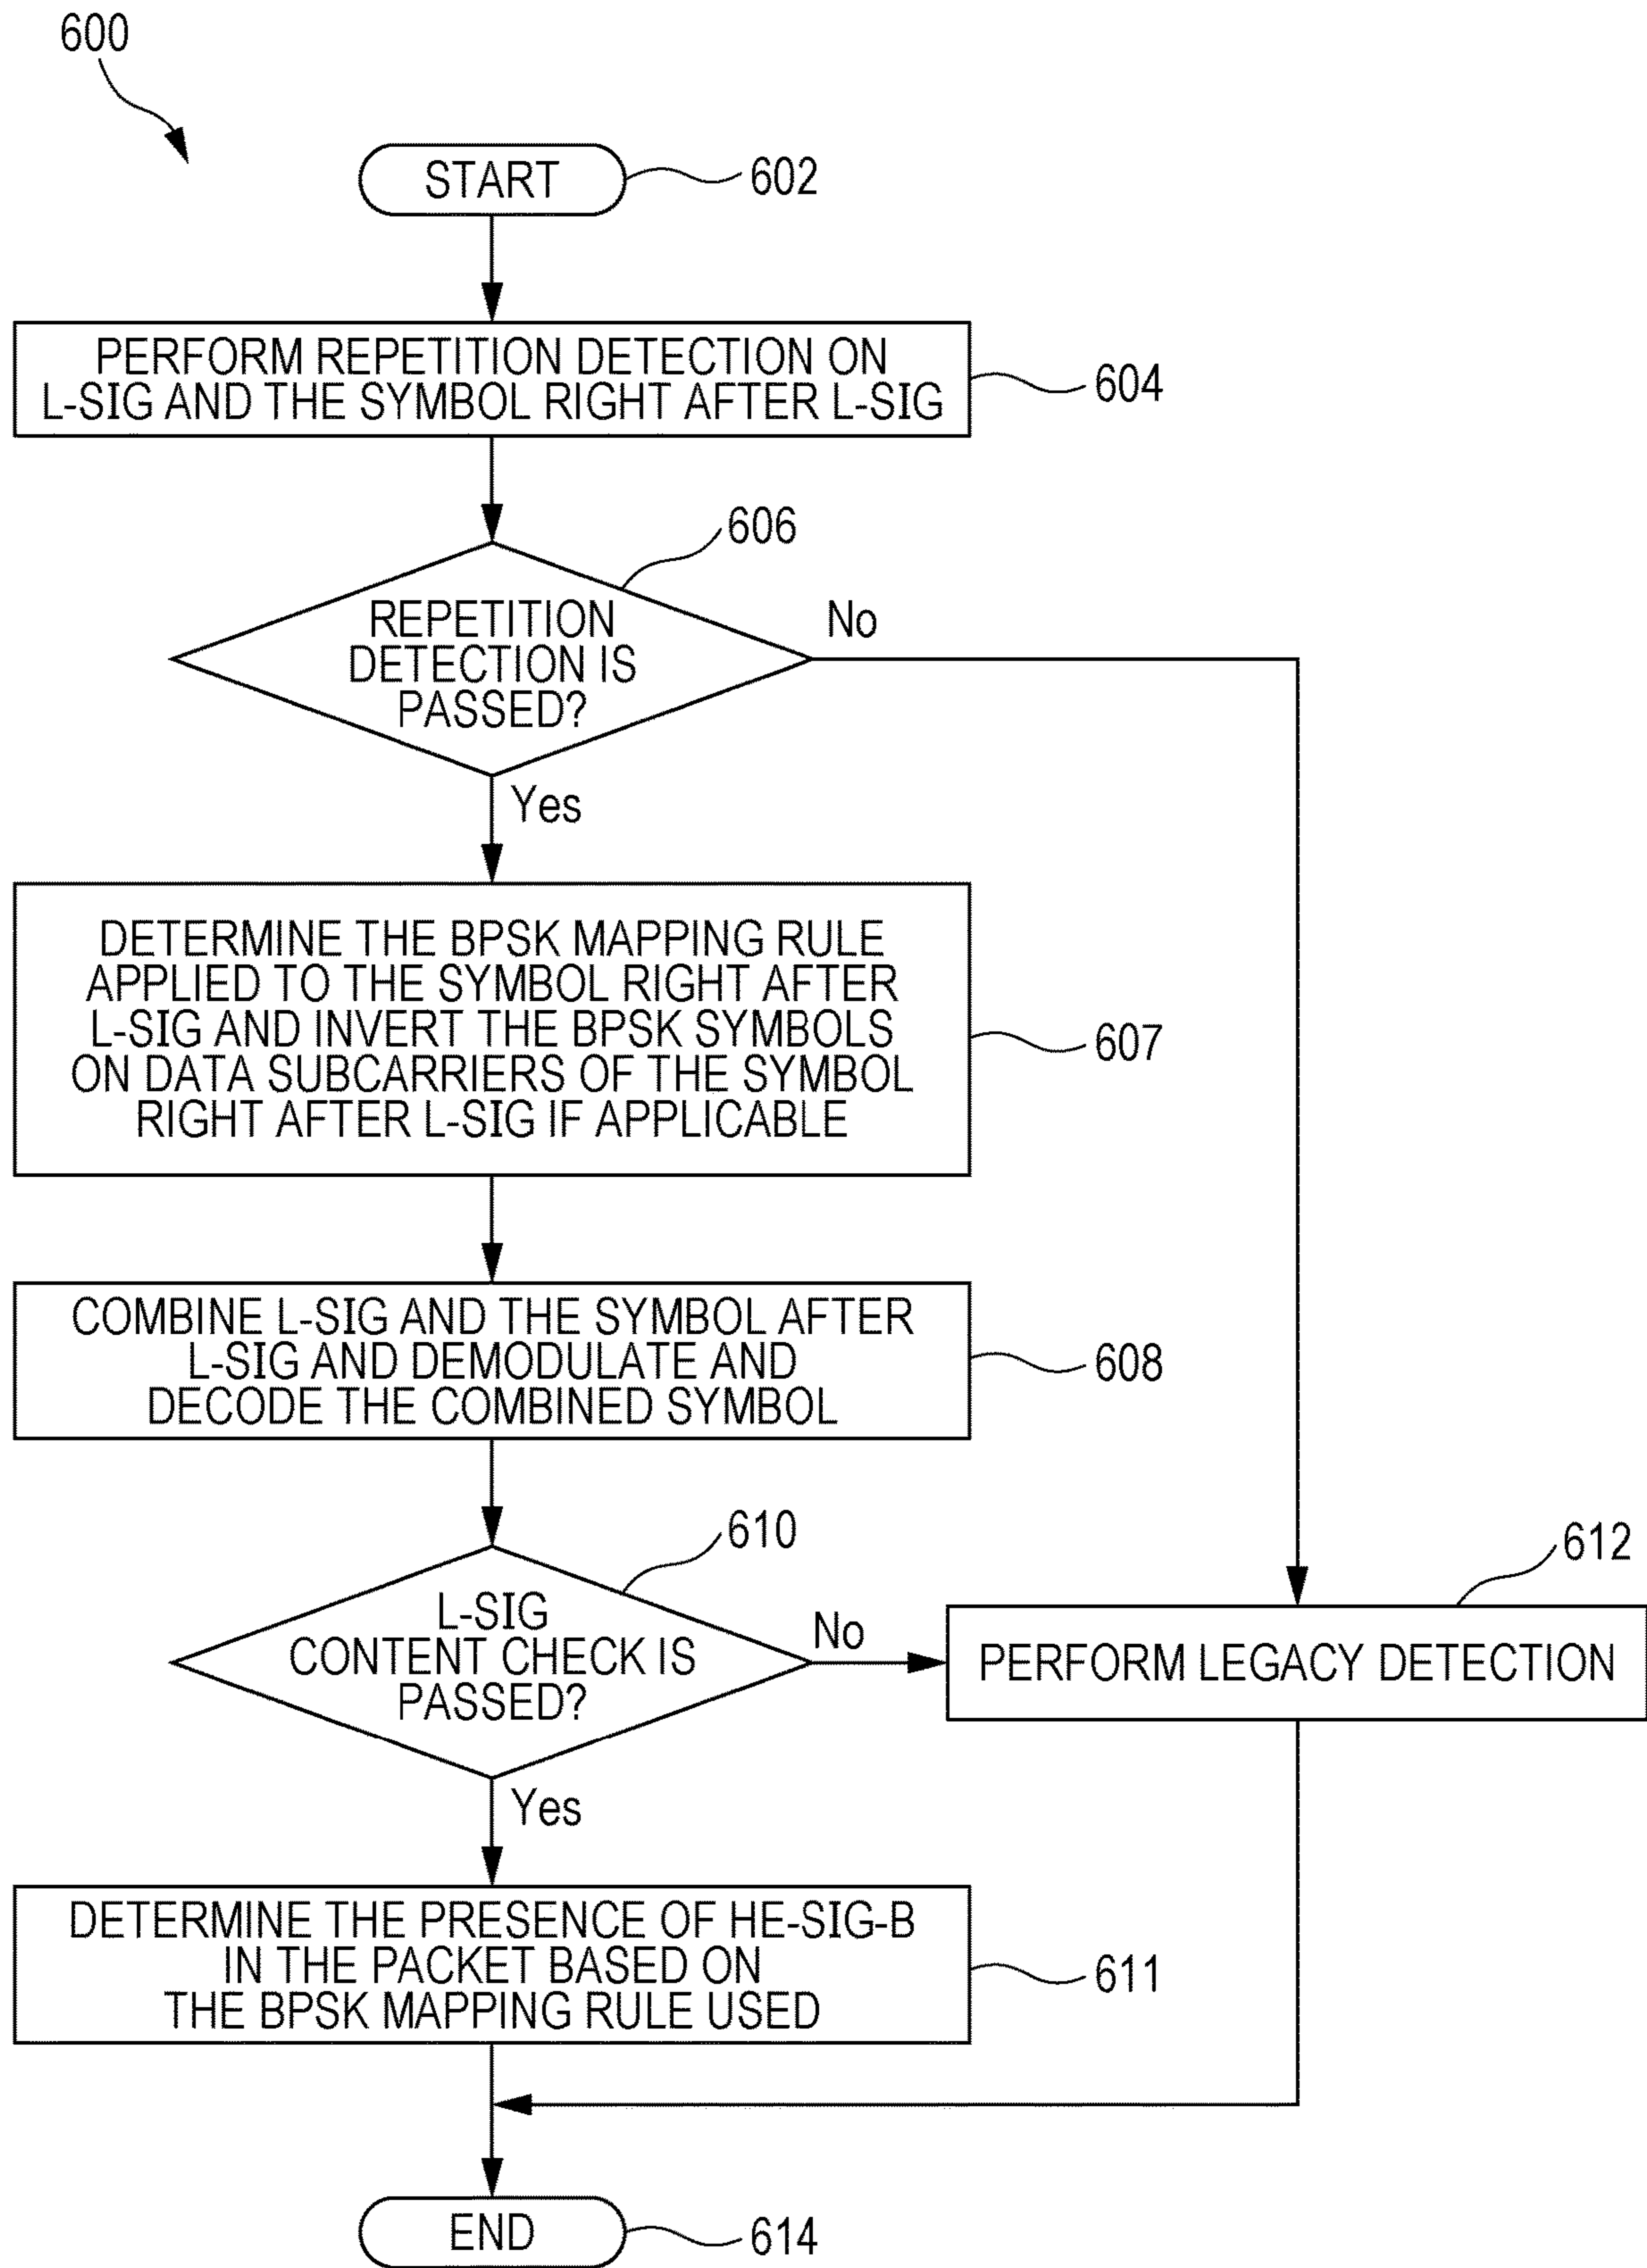 600
START
602
PERFORM REPETITION DETECTION ON
L-SIG AND THE SYMBOL RIGHT AFTER L-SIG
604
606
REPETITION
DETECTION IS
PASSED?
No
Yes
DETERMINE THE BPSK MAPPING RULE
APPLIED TO THE SYMBOL RIGHT AFTER
L-SIG AND INVERT THE BPSK SYMBOLS
ON DATA SUBCARRIERS OF THE SYMBOL
RIGHT AFTER L-SIG IF APPLICABLE
607
COMBINE L-SIG AND THE SYMBOL AFTER
L-SIG AND DEMODULATE AND
DECODE THE COMBINED SYMBOL
608
610
L-SIG
CONTENT CHECK IS
PASSED?
No
612
PERFORM LEGACY DETECTION
Yes
DETERMINE THE PRESENCE OF HE-SIG-B
IN THE PACKET BASED ON
THE BPSK MAPPING RULE USED
611
END
614